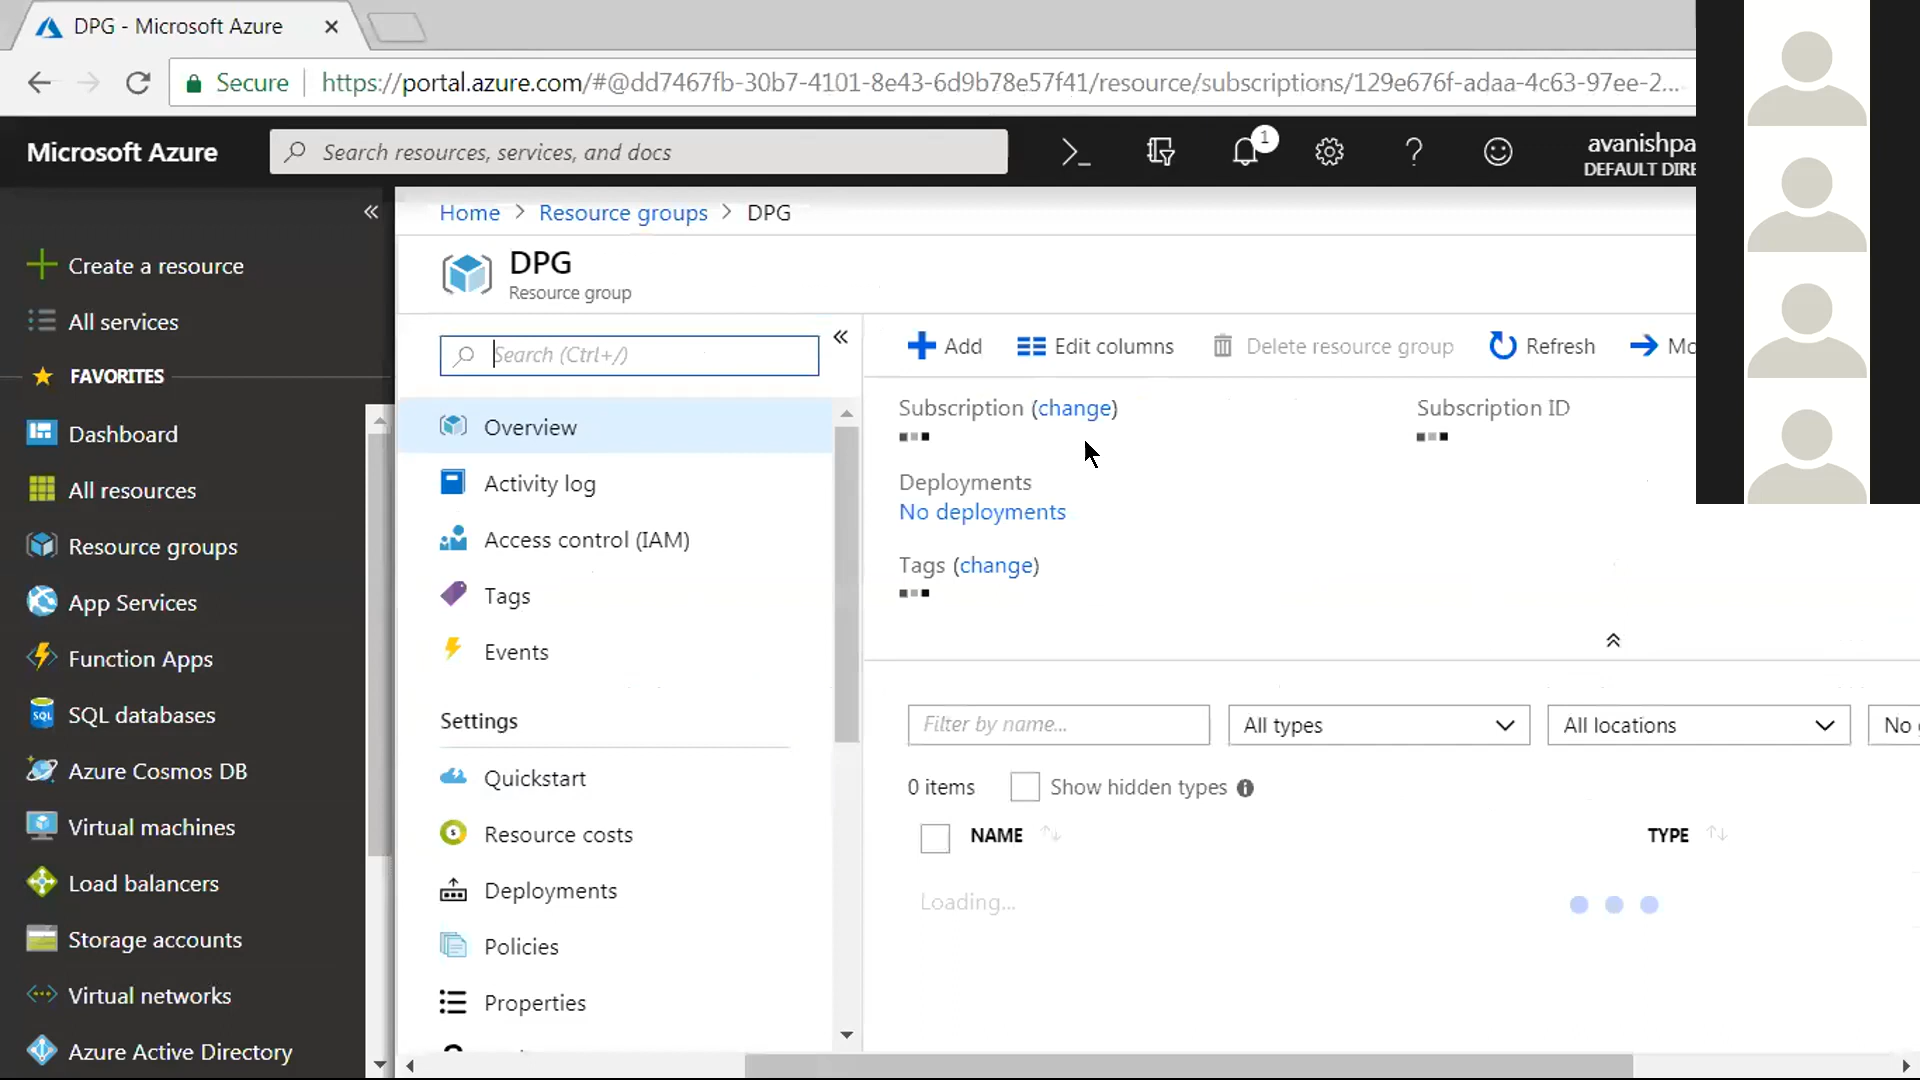 DPG - Microsoft Azure
Secure
https://portal.azure.com/#@dd7467fb-30b7-4101-8e43-6d9b78e57f41/resource/subscriptions/129e676f-adaa-4c63-97ee-2...
Microsoft Azure
Search resources, services, and docs
>_
1
?
avanishpa
DEFAULT DIRE
Create a resource
All services
FAVORITES
Dashboard
All resources
Resource groups
App Services
Function Apps
SQL
SQL databases
Azure Cosmos DB
Virtual machines
Load balancers
Storage accounts
Virtual networks
Azure Active Directory
Home > Resource groups > DPG
DPG
Resource group
Search (Ctrl+/)
Overview
Activity log
Access control (IAM)
Tags
Events
Settings
Quickstart
Resource costs
Deployments
Policies
Properties
Add
Edit columns
Delete resource group
Refresh
Mo
Subscription (change)
Subscription ID
Deployments
No deployments
Tags (change)
Filter by name...
All types
All locations
No
0 items
Show hidden types
NAME
TYPE
Loading...